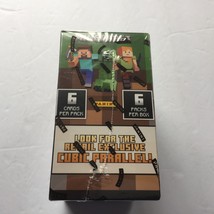 PANINI
6
CARDS
PER PACK
6
PACKS
PER BOX
LOOK FOR THE
RETAIL EXCLUSIVE
CUBIC PARALLEL!